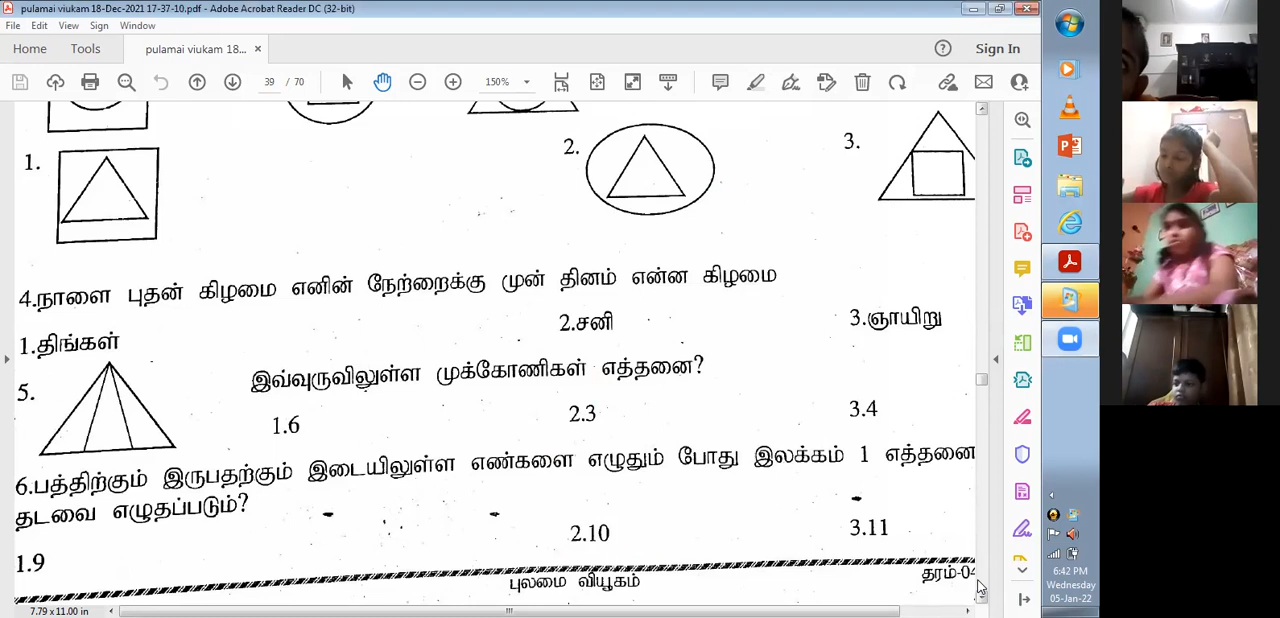 pulamai viukam 18-Dec-2021 17-37-10.pdf - Adobe Acrobat Reader DC (32-bit)
File Edit View Sign Window
Home Tools pulamai viukam 18... × Sign In
39 / 70 150%
1. 2. 3.
4.நாளை புதன் கிழமை எனின் நேற்றைக்கு முன் தினம் என்ன கிழமை
1.திங்கள் 2.சனி 3.ஞாயிறு
5. இவ்வுருவிலுள்ள முக்கோணிகள் எத்தனை?
1.6 2.3 3.4
6.பத்திற்கும் இருபதற்கும் இடையிலுள்ள எண்களை எழுதும் போது இலக்கம் 1 எத்தனை
தடவை எழுதப்படும்?
1.9 2.10 3.11
புலமை வியூகம் தரம்-04
7.79 x 11.00 in
6:42 PM
Wednesday
05-Jan-22